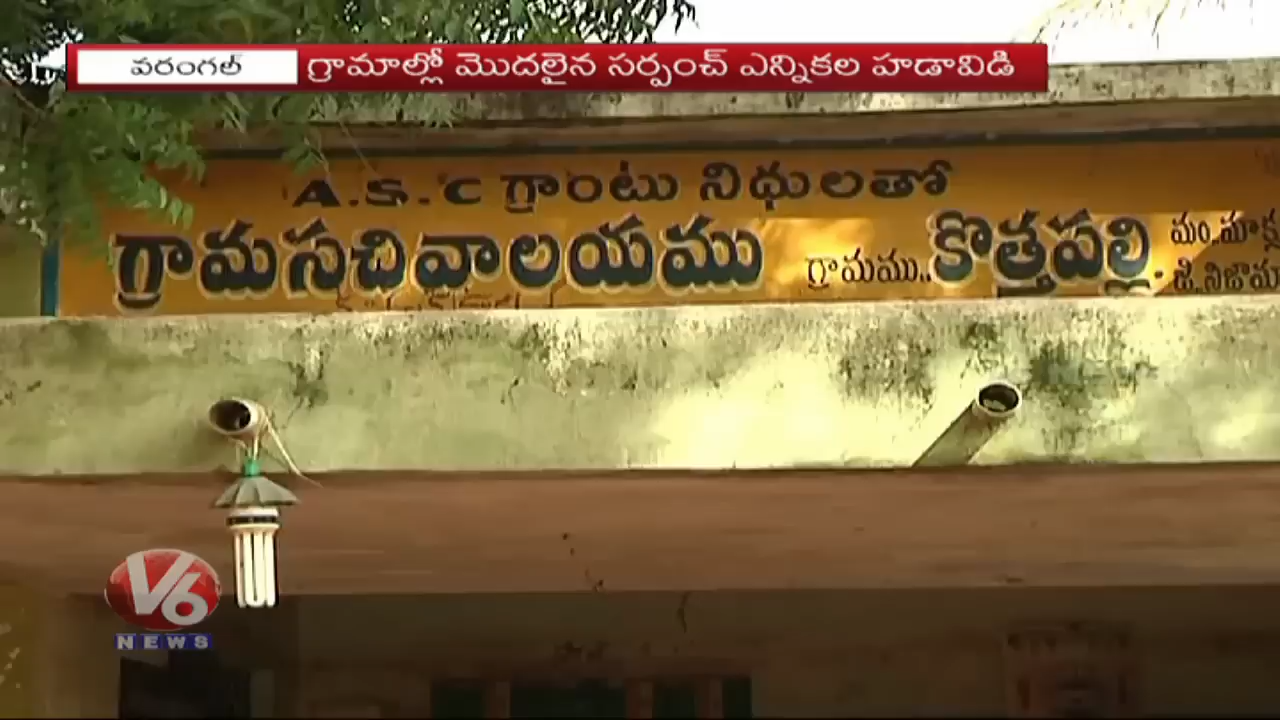 వరంగల్ గ్రామాల్లో మొదలైన సర్పంచ్ ఎన్నికల హడావిడి
A.S.C గ్రాంటు నిధులతో
గ్రామసచివాలయము గ్రామము.. కొత్తపల్లి.
మం..మాక్ల
జి.నిజామ
V6
NEWS